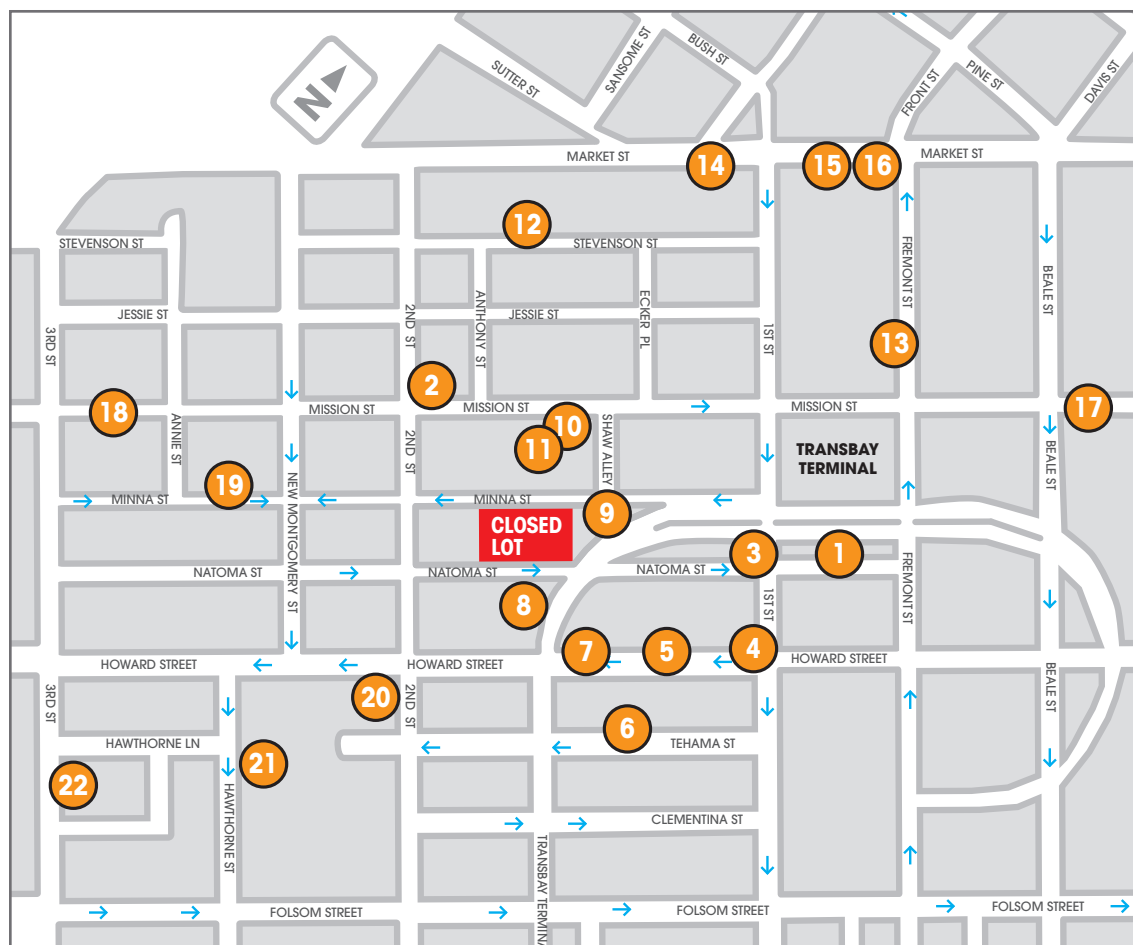 SANSOME ST
BUSH ST
SUTTER ST
FRONT ST
PINE ST
DAVIS ST
N
MARKET ST
14
15
16
MARKET ST
12
STEVENSON ST
STEVENSON ST
FREMONT ST
BEALE ST
JESSIE ST
2ND ST
ANTHONY ST
JESSIE ST
ECKER PL
1ST ST
3RD ST
13
2
18
MISSION ST
MISSION ST
MISSION ST
17
ANNIE ST
2ND ST
10
11
SHAW ALLEY
TRANSBAY
TERMINAL
BEALE ST
19
MINNA ST
NEW MONTGOMERY ST
MINNA ST
9
CLOSED
LOT
3
1
NATOMA ST
NATOMA ST
NATOMA ST
FREMONT ST
8
1ST ST
7
5
4
HOWARD STREET
HOWARD STREET
HOWARD STREET
3RD ST
20
2ND ST
BEALE ST
6
HAWTHORNE LN
TEHAMA ST
21
22
HAWTHORNE ST
CLEMENTINA ST
TRANSBAY TERMINA
FOLSOM STREET
FOLSOM STREET
FOLSOM STREET